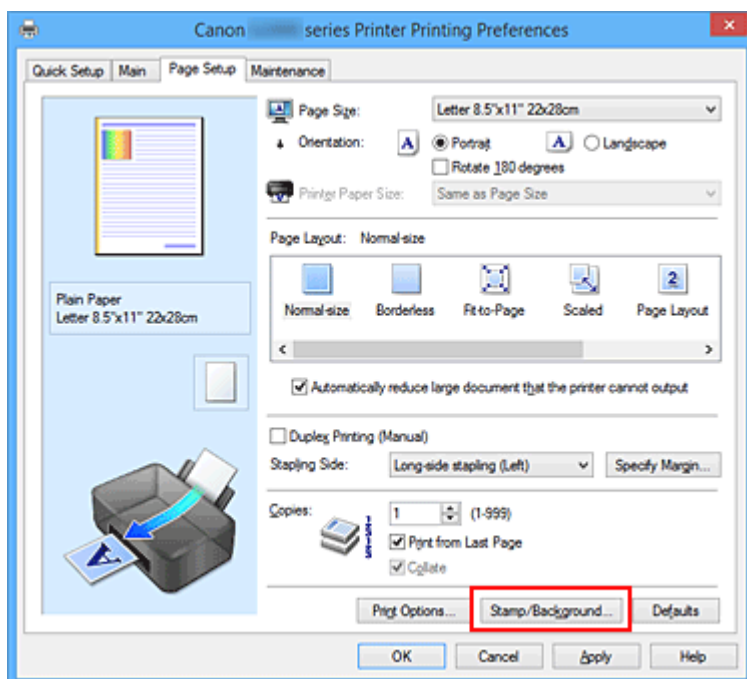 Canon series Printer Printing Preferences
Quick Setup Main Page Setup Maintenance
Page Size: Letter 8.5"x11" 22x28cm
Orientation: A Portrait A Landscape
Rotate 180 degrees
Printer Paper Size: Same as Page Size
Page Layout: Normal-size
Plain Paper
Letter 8.5"x11" 22x28cm
2
Normal-size Borderless Fit-to-Page Scaled Page Layout
Automatically reduce large document that the printer cannot output
Duplex Printing (Manual)
Stapling Side: Long-side stapling (Left) Specify Margin...
Copies: 1 (1-999)
Print from Last Page
Collate
A
Print Options... Stamp/Background... Defaults
OK Cancel Apply Help